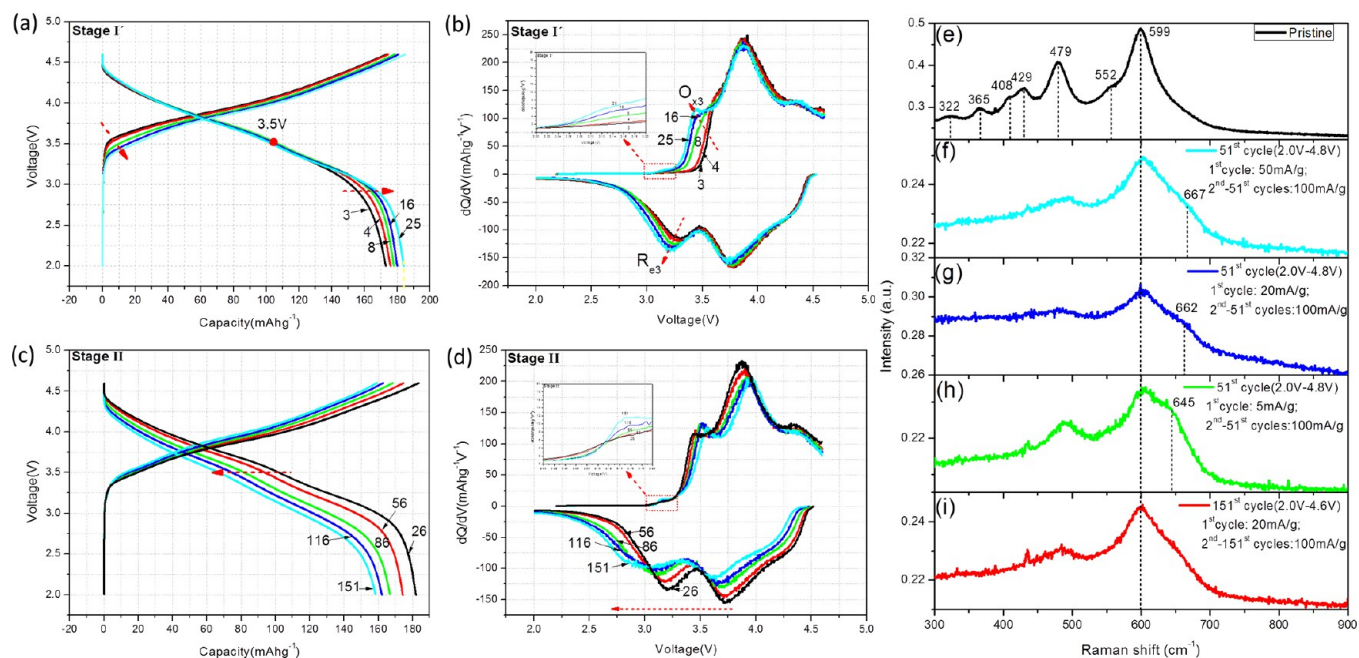 (a)
Stage I´
5.0
4.5
4.0
3.5
3.0
2.5
2.0
Voltage(V)
3.5V
3
4
8
16
25
-20 0 20 40 60 80 100 120 140 160 180 200
Capacity(mAhg-1)
(b)
Stage I´
250
200
150
100
50
0
-50
-100
-150
-200
dQ/dV(mAhg-1V-1)
Ox3
16
25
8
4
3
Re3
2.0 2.5 3.0 3.5 4.0 4.5 5.0
Voltage(V)
(c)
Stage II
5.0
4.5
4.0
3.5
3.0
2.5
2.0
Voltage(V)
56
26
116
86
151
-20 0 20 40 60 80 100 120 140 160 180
Capacity(mAhg-1)
(d)
Stage II
250
200
150
100
50
0
-50
-100
-150
dQ/dV(mAhg-1V-1)
56
86
116
151
26
2.0 2.5 3.0 3.5 4.0 4.5 5.0
Voltage(V)
(e)
Pristine
0.5
0.4
0.3
322
365
408
429
479
552
599
(f)
51st cycle(2.0V-4.8V)
1st cycle: 50mA/g;
2nd-51st cycles:100mA/g
667
0.24
0.22
0.32
(g)
51st cycle(2.0V-4.8V)
1st cycle: 20mA/g;
2nd-51st cycles:100mA/g
662
0.30
0.28
0.26
(h)
51st cycle(2.0V-4.8V)
1st cycle: 5mA/g;
2nd-51st cycles:100mA/g
645
0.22
(i)
151st cycle(2.0V-4.6V)
1st cycle: 20mA/g;
2nd-151st cycles:100mA/g
0.24
0.22
Intensity (a.u.)
300 400 500 600 700 800 900
Raman shift (cm-1)